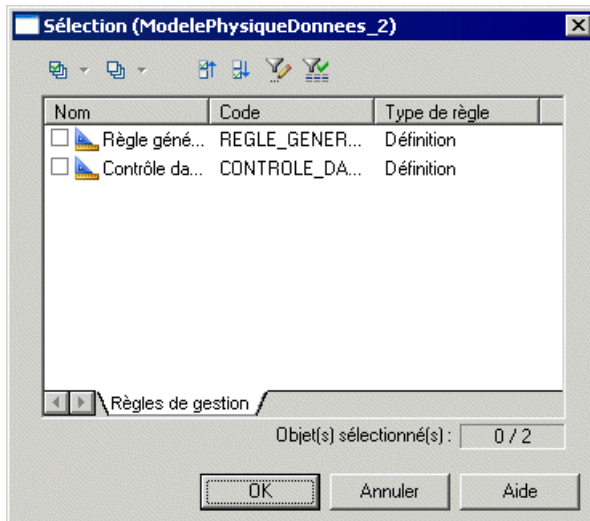 Sélection (ModelePhysiqueDonnees_2)
Nom Code Type de règle
Règle géné... REGLE_GENER... Définition
Contrôle da... CONTROLE_DA... Définition
Règles de gestion
Objet(s) sélectionné(s) : 0 / 2
OK Annuler Aide